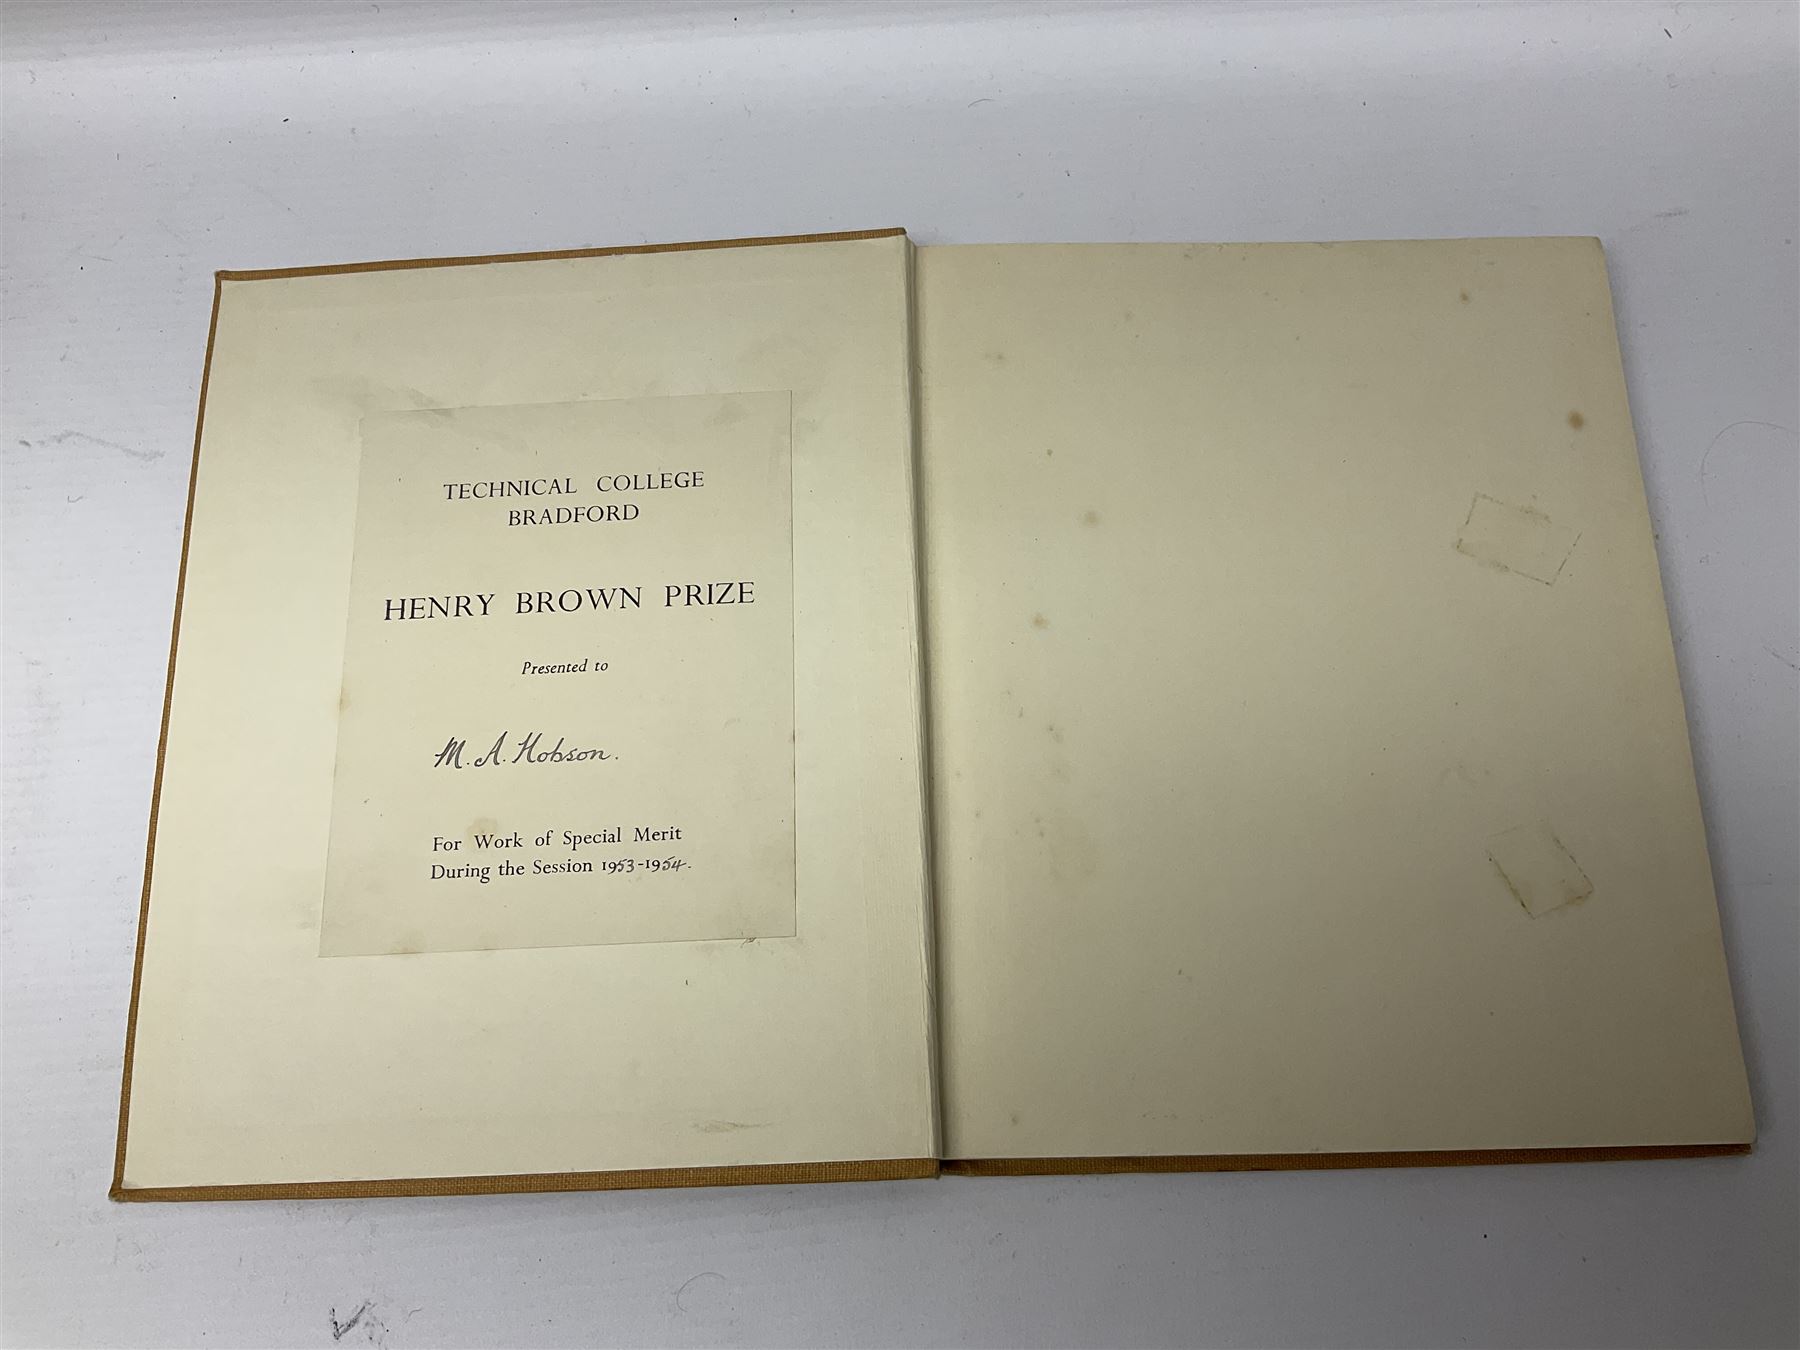 TECHNICAL COLLEGE
BRADFORD
HENRY BROWN PRIZE
Presented to
M. A. Hobson.
For Work of Special Merit
During the Session 1953-1954.